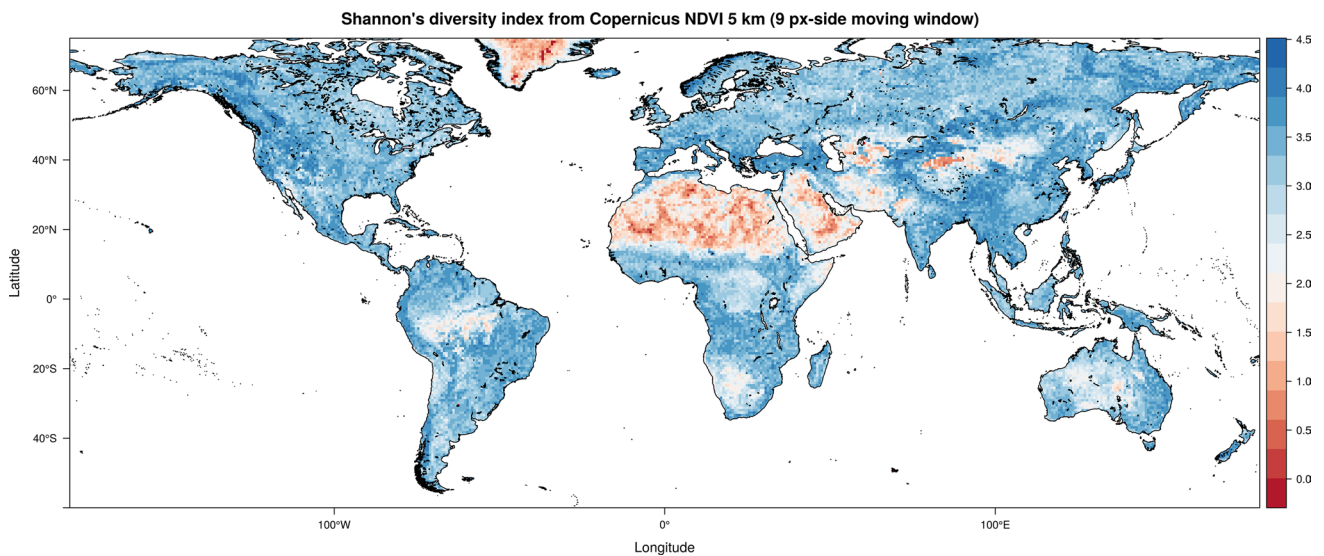 Shannon's diversity index from Copernicus NDVI 5 km (9 px-side moving window)
4.5
4.0
3.5
3.0
2.5
2.0
1.5
1.0
0.5
0.0
Latitude
60°N
40°N
20°N
0°
20°S
40°S
100°W
0°
100°E
Longitude